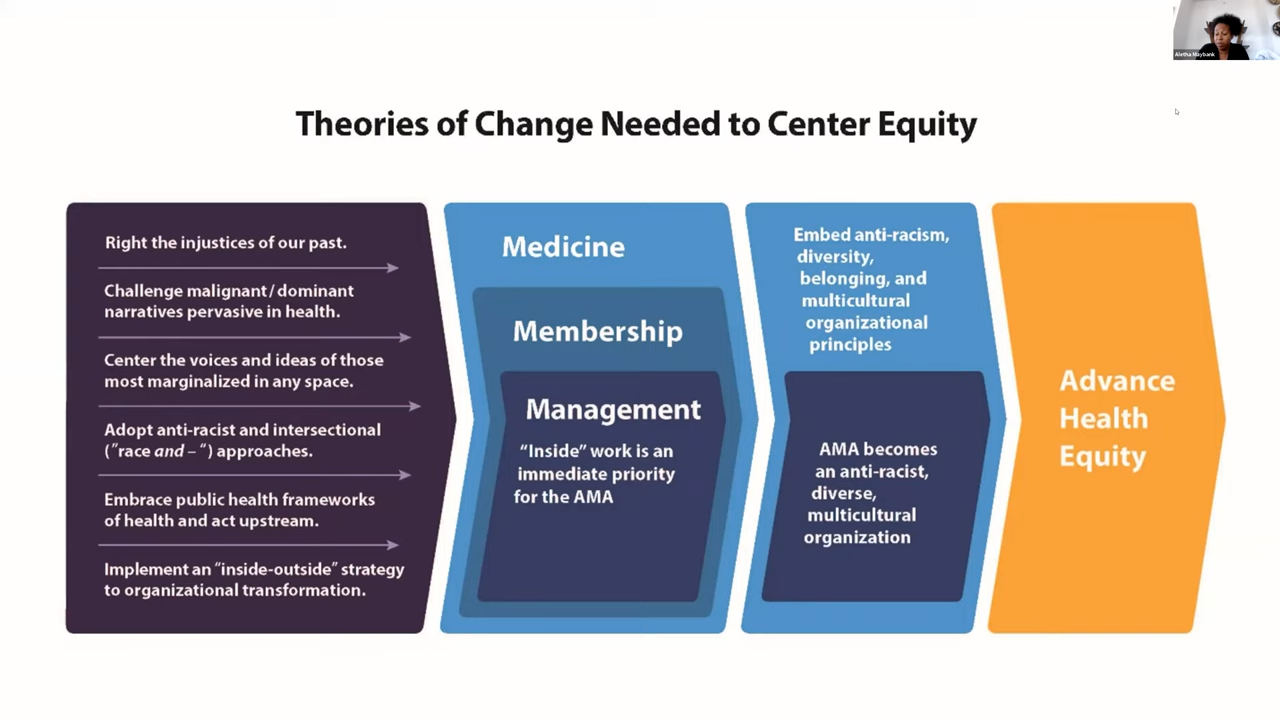 Aletha Maybank
Theories of Change Needed to Center Equity
Right the injustices of our past.
Challenge malignant/dominant
narratives pervasive in health.
Center the voices and ideas of those
most marginalized in any space.
Adopt anti-racist and intersectional
("race and – “) approaches.
Embrace public health frameworks
of health and act upstream.
Implement an “inside-outside” strategy
to organizational transformation.
Medicine
Membership
Management
“Inside” work is an
immediate priority
for the AMA
Embed anti-racism,
diversity,
belonging, and
multicultural
organizational
principles
AMA becomes
an anti-racist,
diverse,
multicultural
organization
Advance
Health
Equity